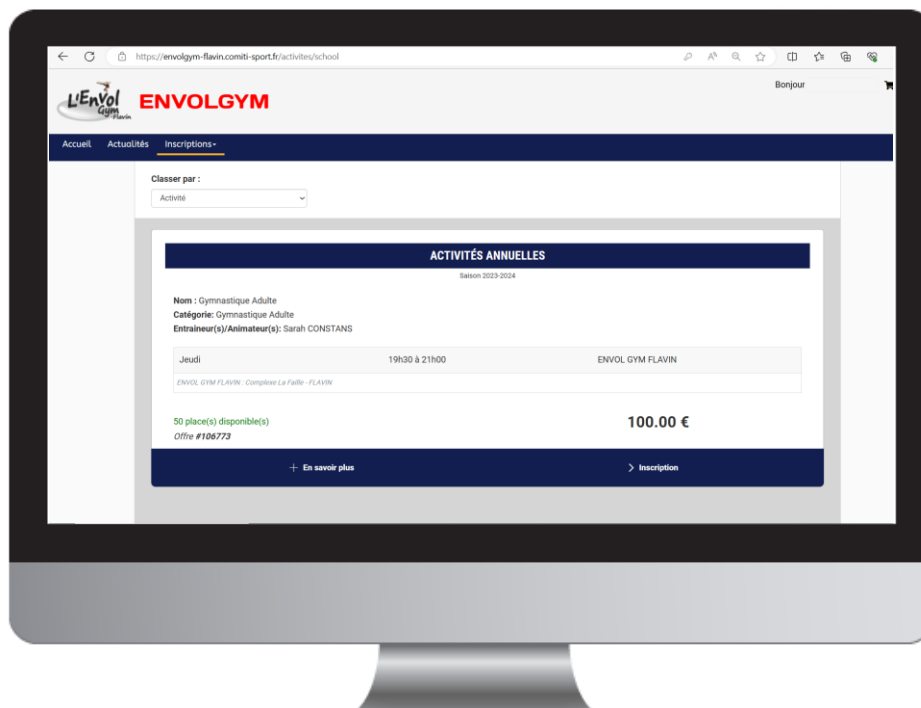 https://envolgym-flavin.comiti-sport.fr/activites/school
Bonjour
L'EnVol
Gym
Flavin
ENVOLGYM
Accueil Actualités Inscriptions
Classer par :
Activité
ACTIVITÉS ANNUELLES
Saison 2023-2024
Nom : Gymnastique Adulte
Catégorie: Gymnastique Adulte
Entraineur(s)/Animateur(s): Sarah CONSTANS
Jeudi 19h30 à 21h00 ENVOL GYM FLAVIN
ENVOL GYM FLAVIN : Complexe La Faille - FLAVIN
50 place(s) disponible(s) 100.00 €
Offre #106773
+ En savoir plus > Inscription